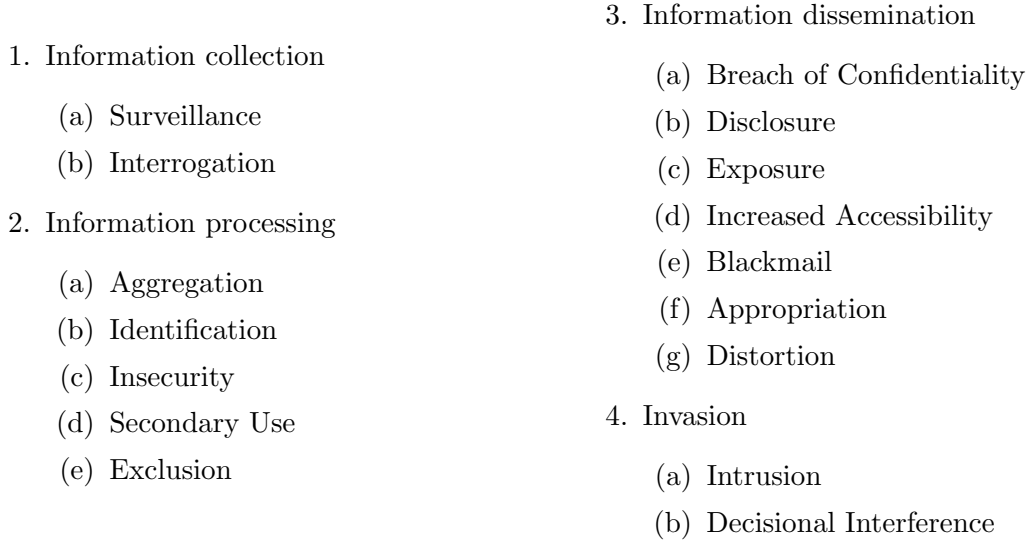 1. Information collection
(a) Surveillance
(b) Interrogation
2. Information processing
(a) Aggregation
(b) Identification
(c) Insecurity
(d) Secondary Use
(e) Exclusion
3. Information dissemination
(a) Breach of Confidentiality
(b) Disclosure
(c) Exposure
(d) Increased Accessibility
(e) Blackmail
(f) Appropriation
(g) Distortion
4. Invasion
(a) Intrusion
(b) Decisional Interference